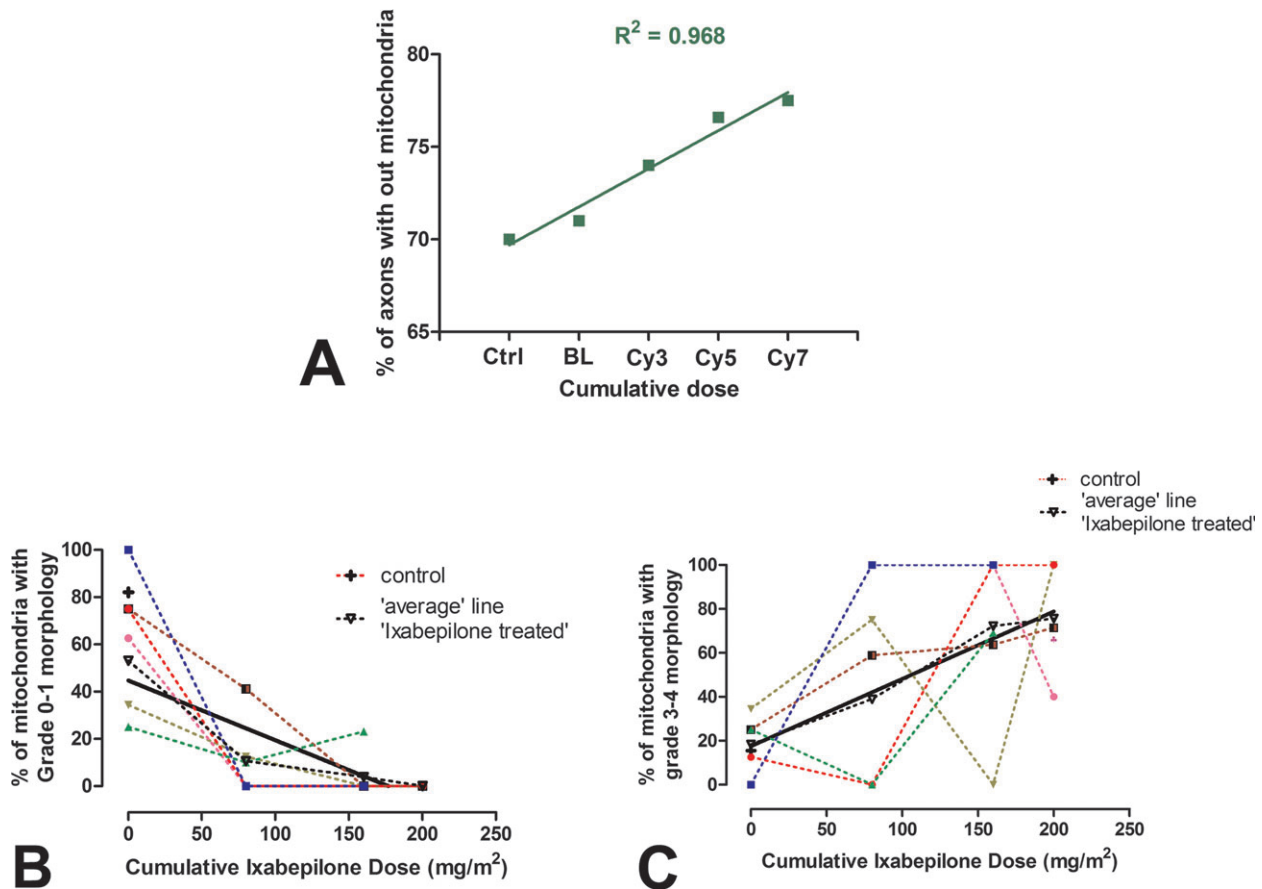 R² = 0.968
80
75
70
65
% of axons with out mitochondria
Ctrl BL Cy3 Cy5 Cy7
Cumulative dose
A
control
'average' line
'Ixabepilone treated'
% of mitochondria with
Grade 0-1 morphology
100
80
60
40
20
0
0 50 100 150 200 250
Cumulative Ixabepilone Dose (mg/m²)
B
control
'average' line
'Ixabepilone treated'
% of mitochondria with
grade 3-4 morphology
100
80
60
40
20
0
0 50 100 150 200 250
Cumulative Ixabepilone Dose (mg/m²)
C